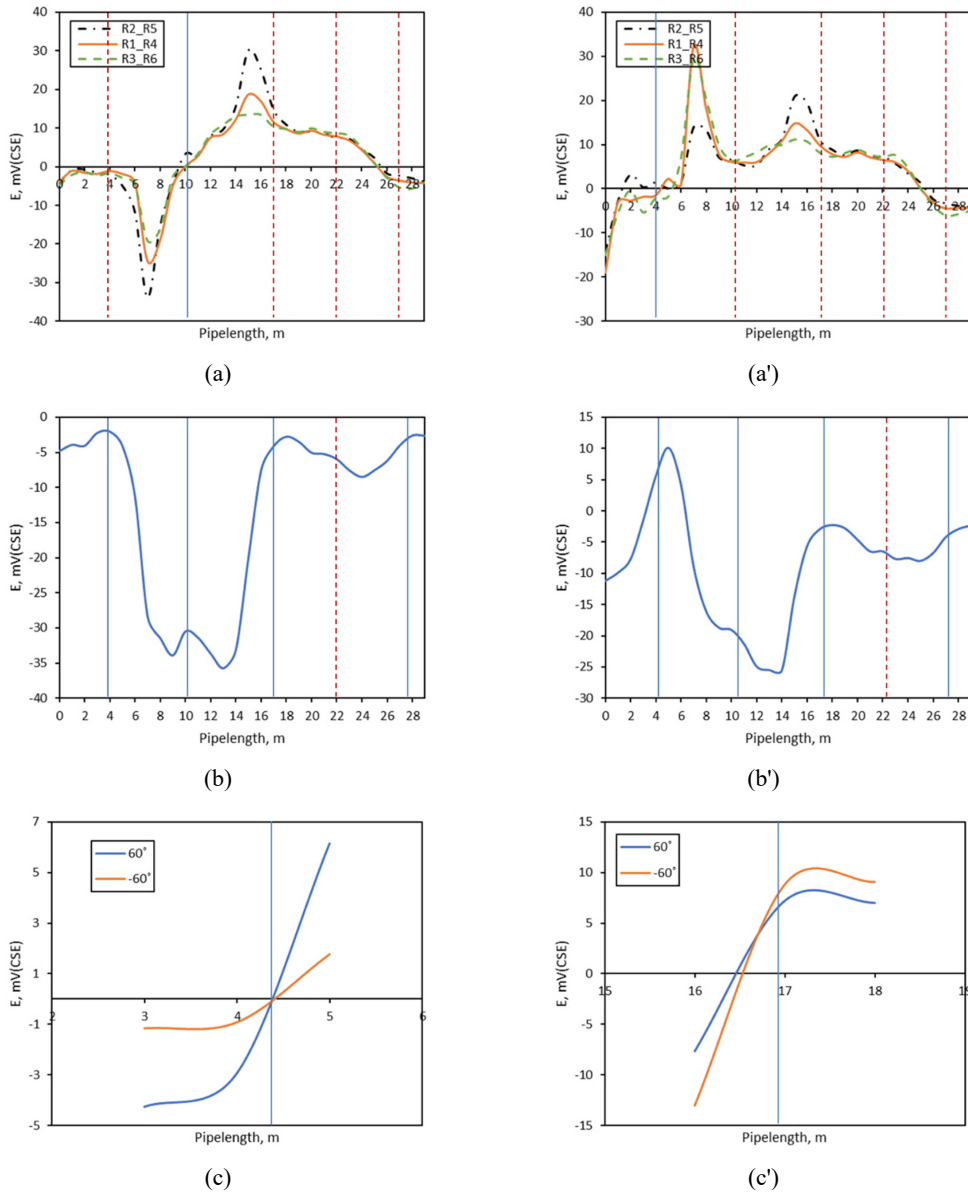 40
30
20
10
0
-10
-20
-30
-40
R2_R5
R1_R4
R3_R6
E, mV(CSE)
0 2 4 6 8 10 12 14 16 18 20 22 24 26 28
Pipelength, m
(a)
40
30
20
10
0
-10
-20
-30
R2_R5
R1_R4
R3_R6
E, mV(CSE)
0 2 4 6 8 10 12 14 16 18 20 22 24 26 28
Pipelength, m
(a')
0
-5
-10
-15
-20
-25
-30
-35
-40
E, mV(CSE)
0 2 4 6 8 10 12 14 16 18 20 22 24 26 28
Pipelength, m
(b)
15
10
5
0
-5
-10
-15
-20
-25
-30
E, mV(CSE)
0 2 4 6 8 10 12 14 16 18 20 22 24 26 28
Pipelength, m
(b')
7
5
3
1
-1
-3
-5
60˚
-60˚
E, mV(CSE)
2 3 4 5 6
Pipelength, m
(c)
15
10
5
0
-5
-10
-15
60˚
-60˚
E, mV(CSE)
15 16 17 18 19
Pipelength, m
(c')